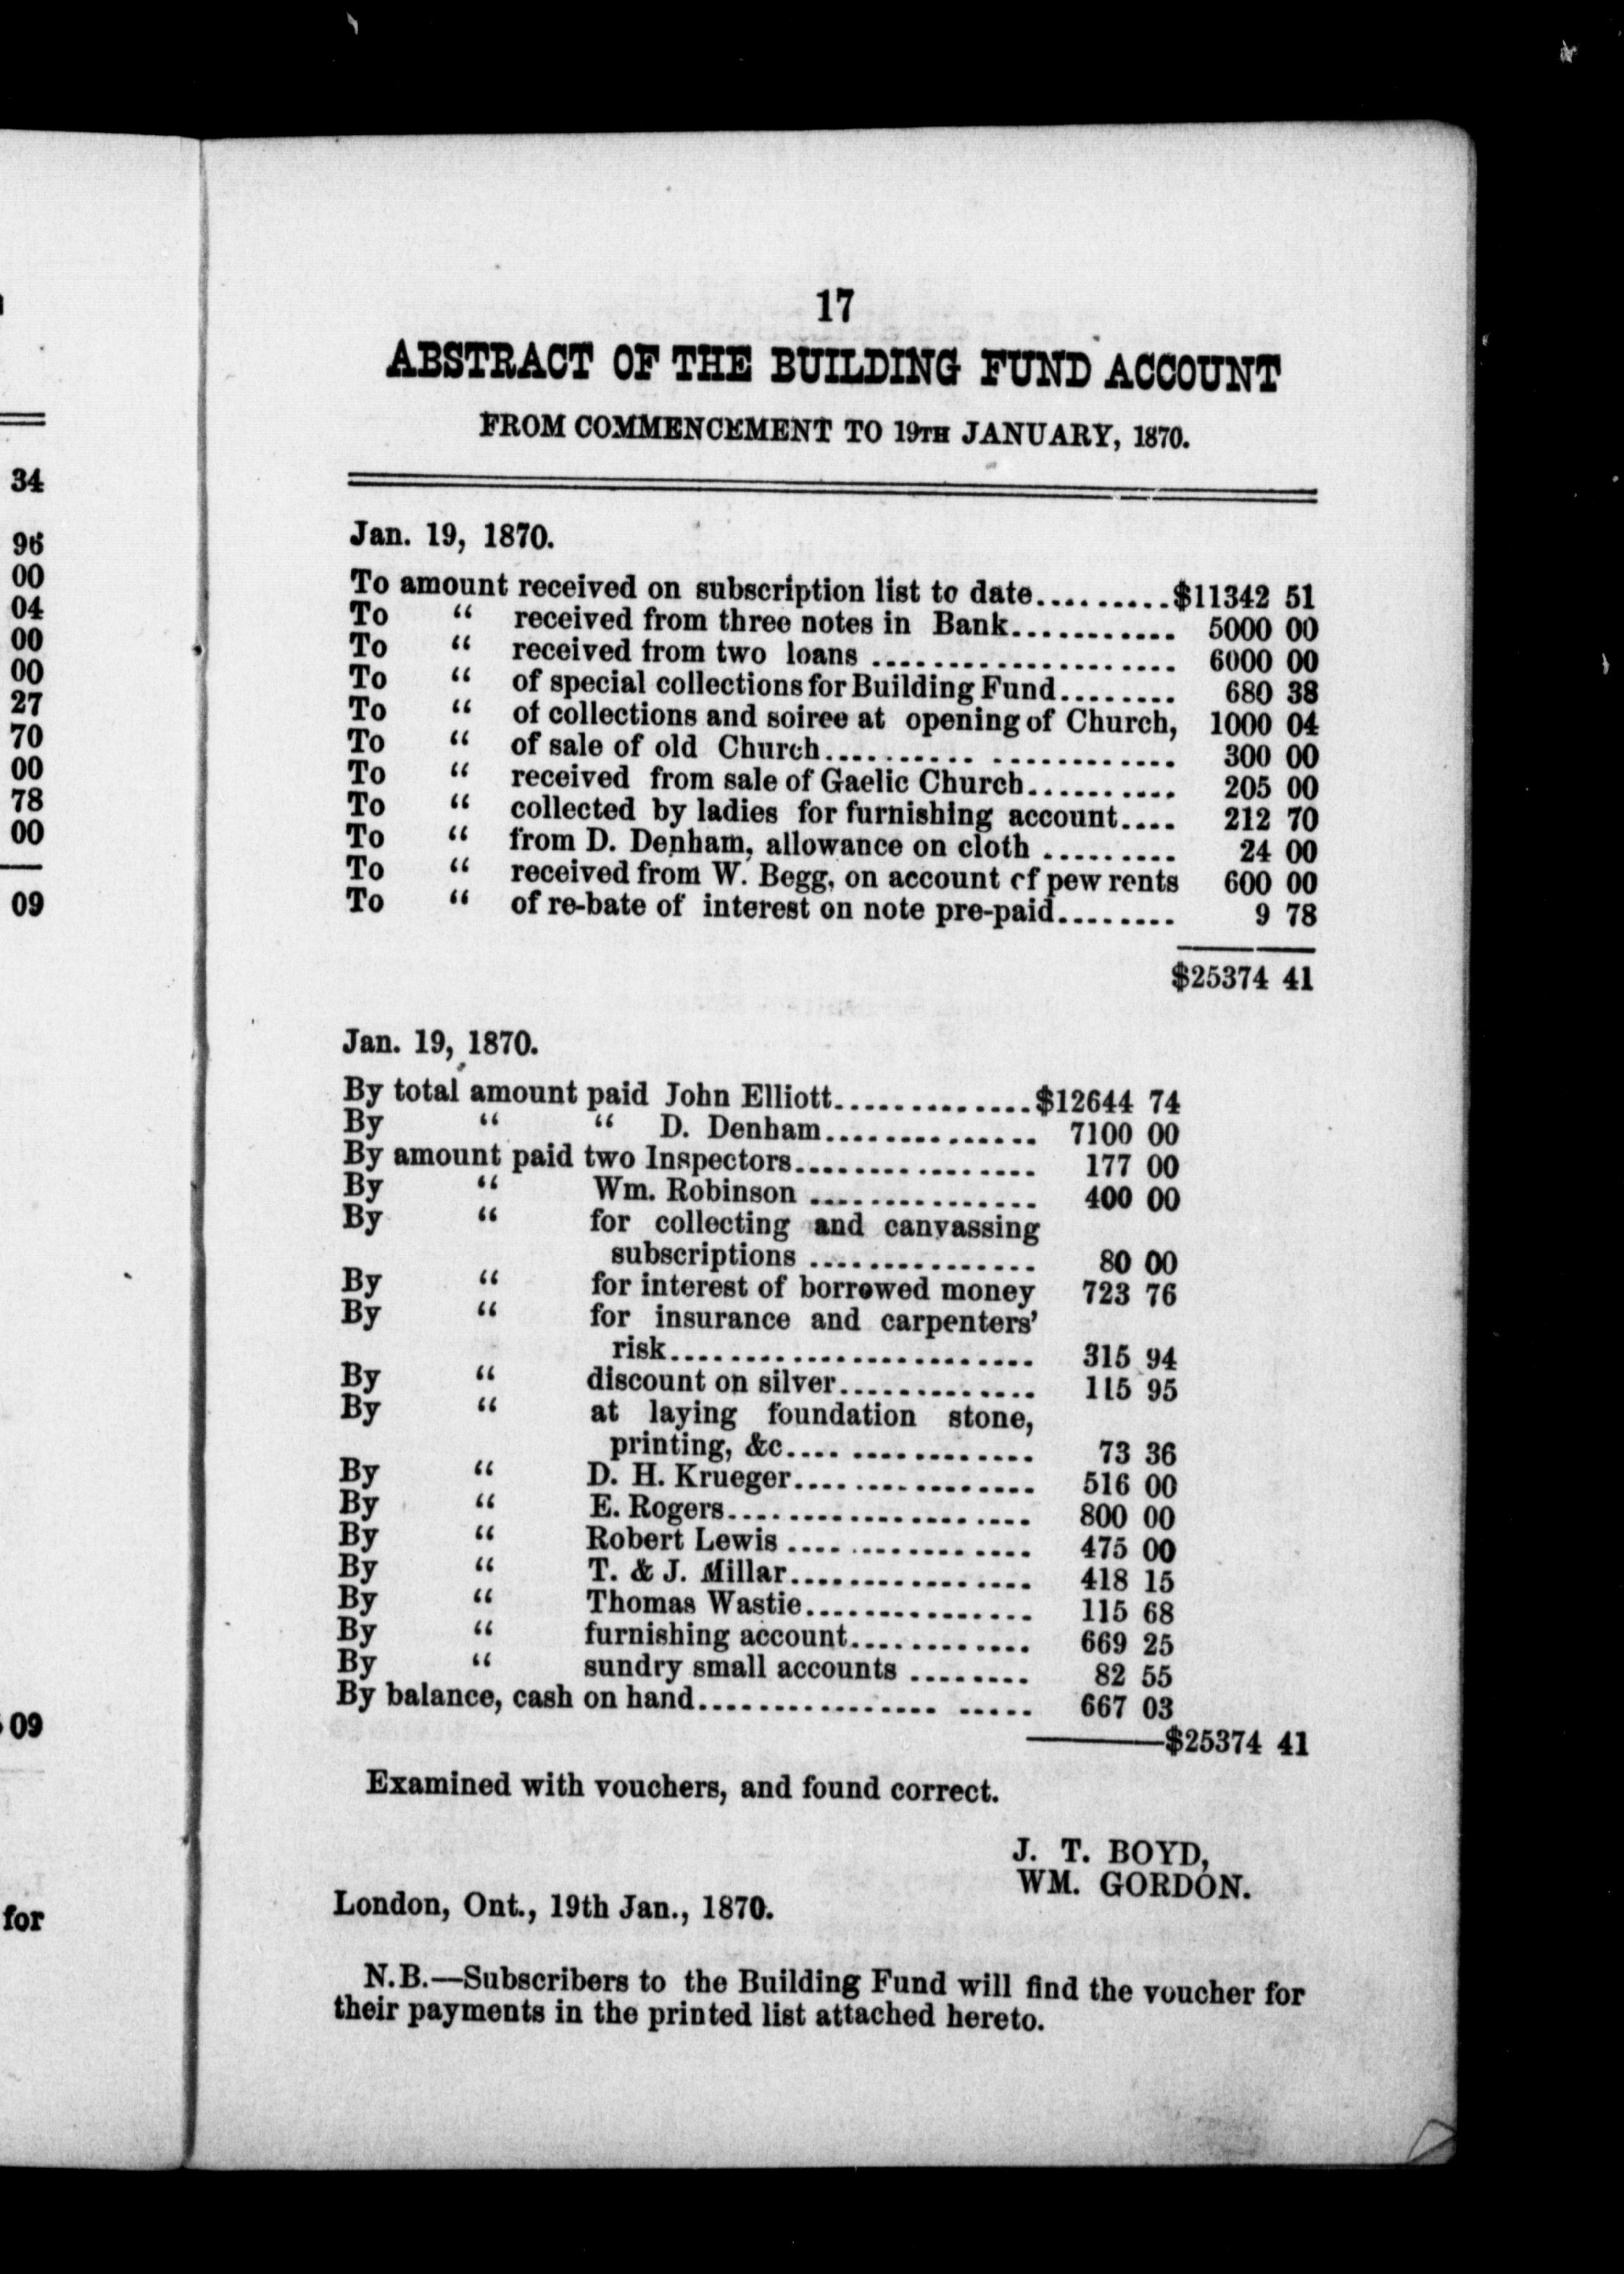 34
96
00
04
00
00
27
70
00
78
00
09
09
for
17
ABSTRACT OF THE BUILDING FUND ACCOUNT
FROM COMMENCEMENT TO 19TH JANUARY, 1870.
Jan. 19, 1870.
To amount received on subscription list to date.........$11342 51
To “ received from three notes in Bank........... 5000 00
To “ received from two loans .................... 6000 00
To “ of special collections for Building Fund........ 680 38
To “ of collections and soiree at opening of Church, 1000 04
To “ of sale of old Church.......... ............ 300 00
To “ received from sale of Gaelic Church.......... 205 00
To “ collected by ladies for furnishing account.... 212 70
To “ from D. Denham, allowance on cloth ......... 24 00
To “ received from W. Begg, on account of pew rents 600 00
To “ of re-bate of interest on note pre-paid........ 9 78
$25374 41
Jan. 19, 1870.
By total amount paid John Elliott.............$12644 74
By “ “ D. Denham.............. 7100 00
By amount paid two Inspectors................ 177 00
By “ Wm. Robinson ............... 400 00
By “ for collecting and canvassing
subscriptions ............... 80 00
By “ for interest of borrowed money 723 76
By “ for insurance and carpenters’
risk........................ 315 94
By “ discount on silver............. 115 95
By “ at laying foundation stone,
printing, &c.... ............ 73 36
By “ D. H. Krueger................ 516 00
By “ E. Rogers.................... 800 00
By “ Robert Lewis .... ............ 475 00
By “ T. & J. Millar................ 418 15
By “ Thomas Wastie............... 115 68
By “ furnishing account............ 669 25
By “ sundry small accounts ........ 82 55
By balance, cash on hand................ ..... 667 03
$25374 41
Examined with vouchers, and found correct.
J. T. BOYD,
WM. GORDON.
London, Ont., 19th Jan., 1870.
N.B.—Subscribers to the Building Fund will find the voucher for
their payments in the printed list attached hereto.